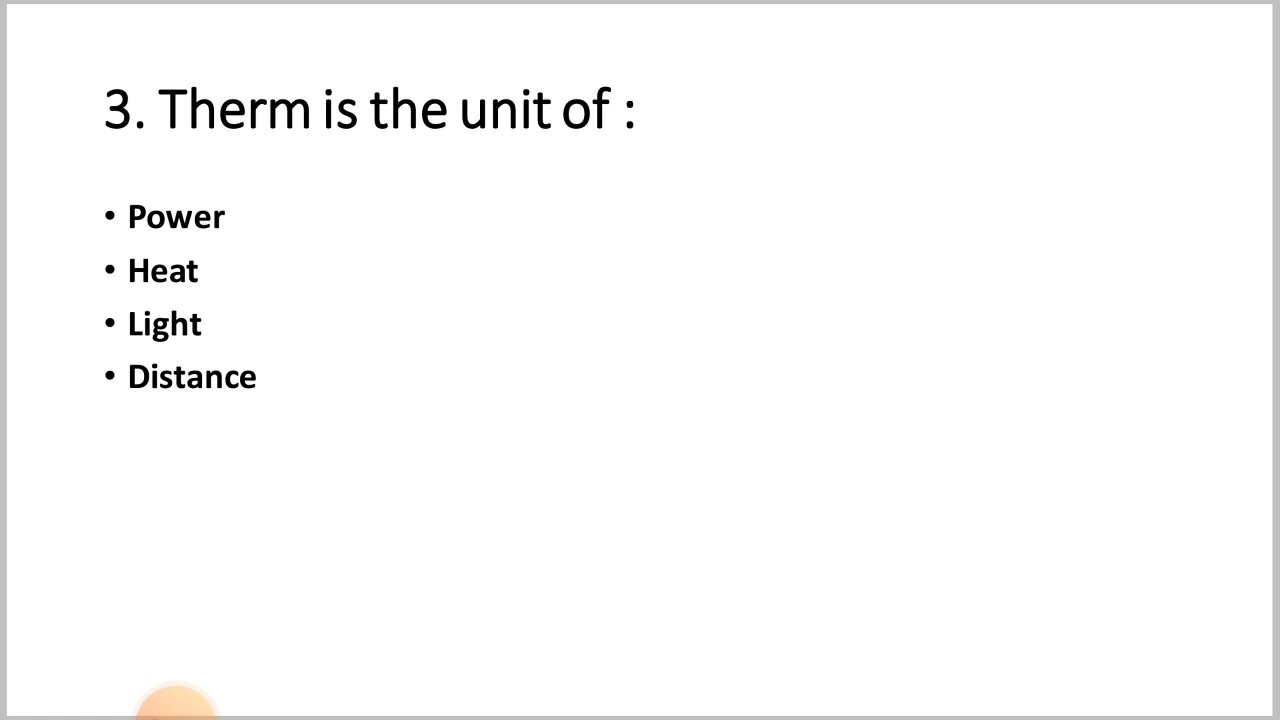 3. Therm is the unit of :
• Power
• Heat
• Light
• Distance